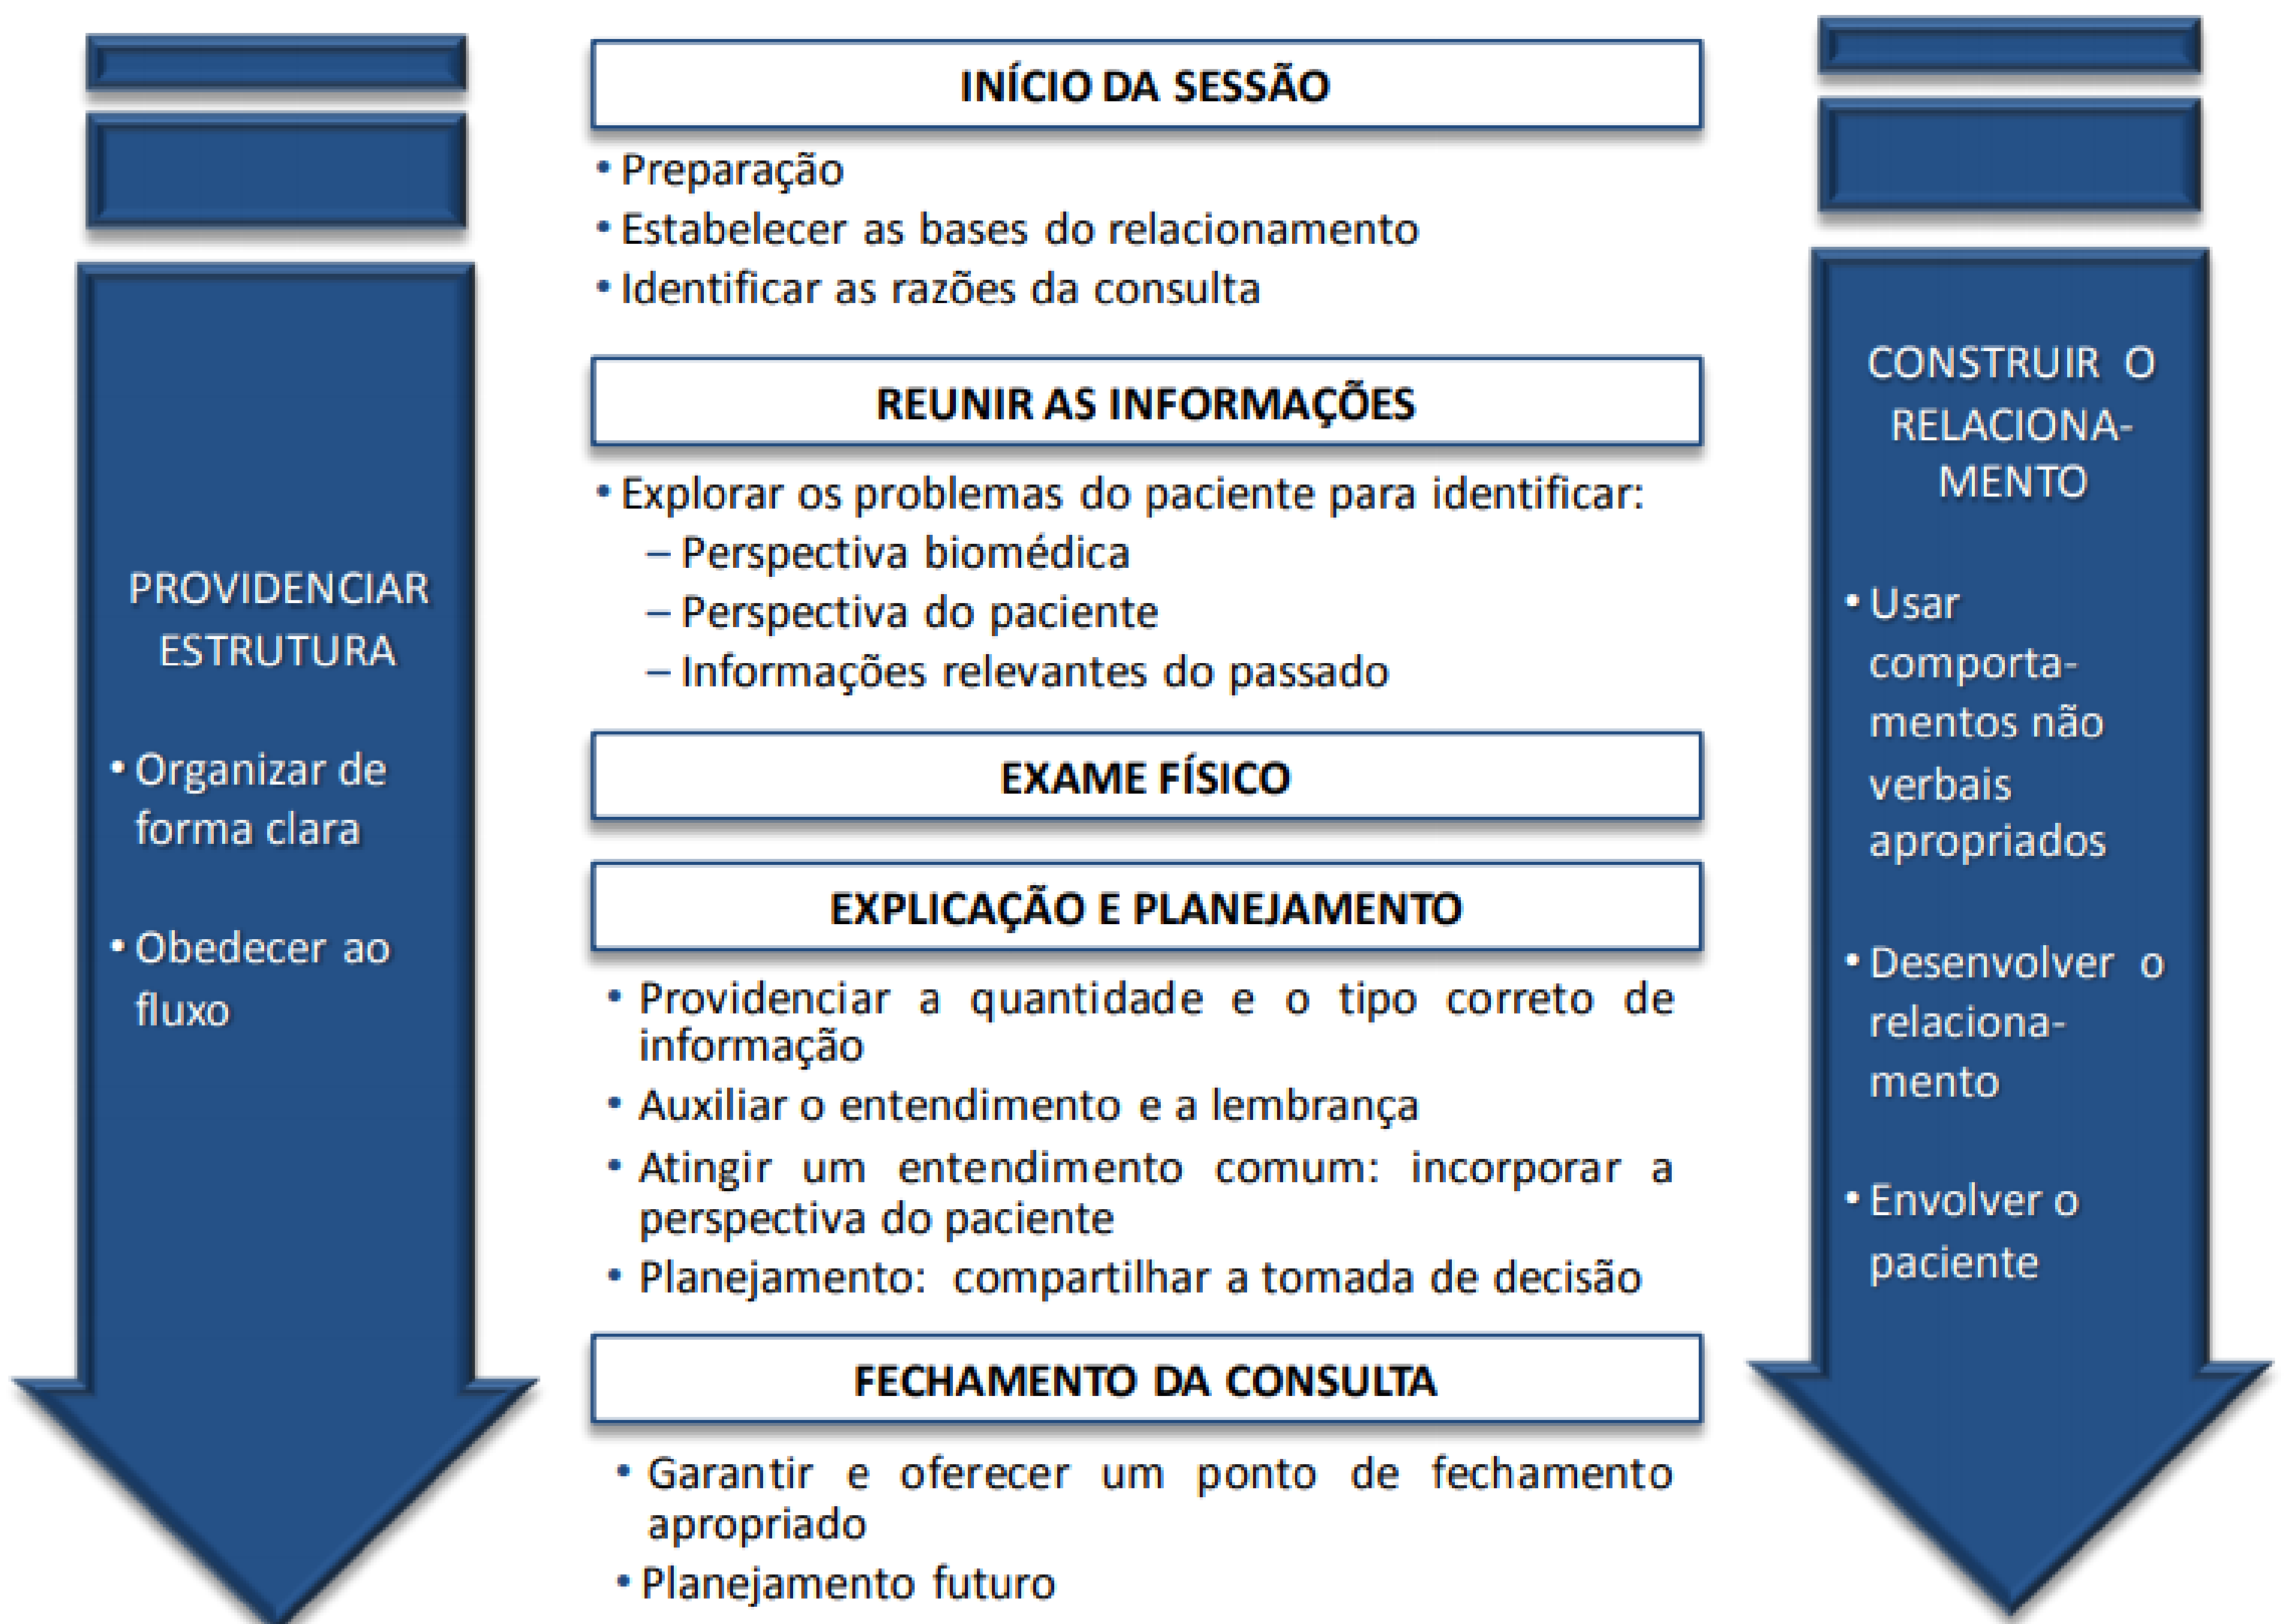 INÍCIO DA SESSÃO
• Preparação
• Estabelecer as bases do relacionamento
• Identificar as razões da consulta
REUNIR AS INFORMAÇÕES
• Explorar os problemas do paciente para identificar:
– Perspectiva biomédica
– Perspectiva do paciente
– Informações relevantes do passado
EXAME FÍSICO
EXPLICAÇÃO E PLANEJAMENTO
• Providenciar a quantidade e o tipo correto de
informação
• Auxiliar o entendimento e a lembrança
• Atingir um entendimento comum: incorporar a
perspectiva do paciente
• Planejamento: compartilhar a tomada de decisão
FECHAMENTO DA CONSULTA
• Garantir e oferecer um ponto de fechamento
apropriado
• Planejamento futuro
PROVIDENCIAR
ESTRUTURA
• Organizar de
forma clara
• Obedecer ao
fluxo
CONSTRUIR O
RELACIONA-
MENTO
• Usar
comporta-
mentos não
verbais
apropriados
• Desenvolver o
relaciona-
mento
• Envolver o
paciente